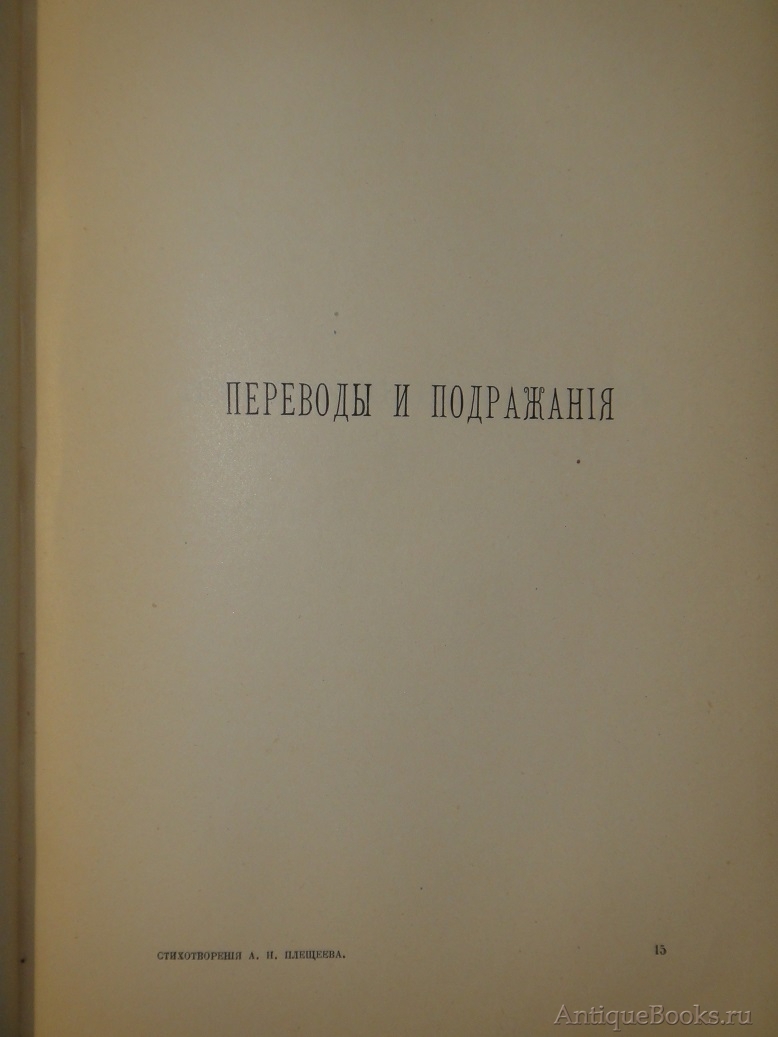 ПЕРЕВОДЫ И ПОДРАЖАНІЯ
СТИХОТВОРЕНІЯ А. Н. ПЛЕЩЕЕВА. 15
AntiqueBooks.ru